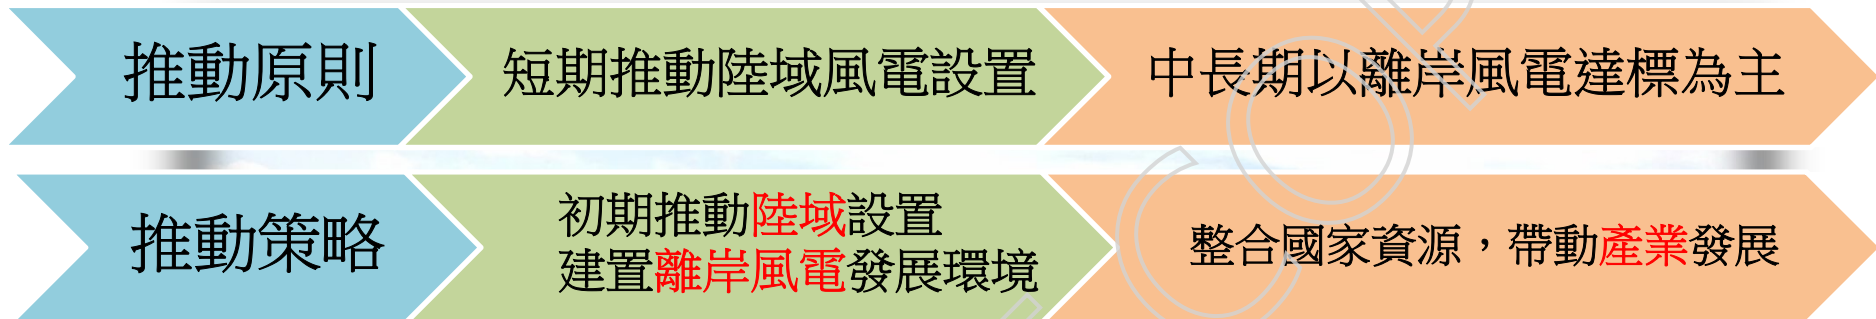 推動原則
短期推動陸域風電設置
中長期以離岸風電達標為主
推動策略
初期推動陸域設置
建置離岸風電發展環境
整合國家資源，帶動產業發展